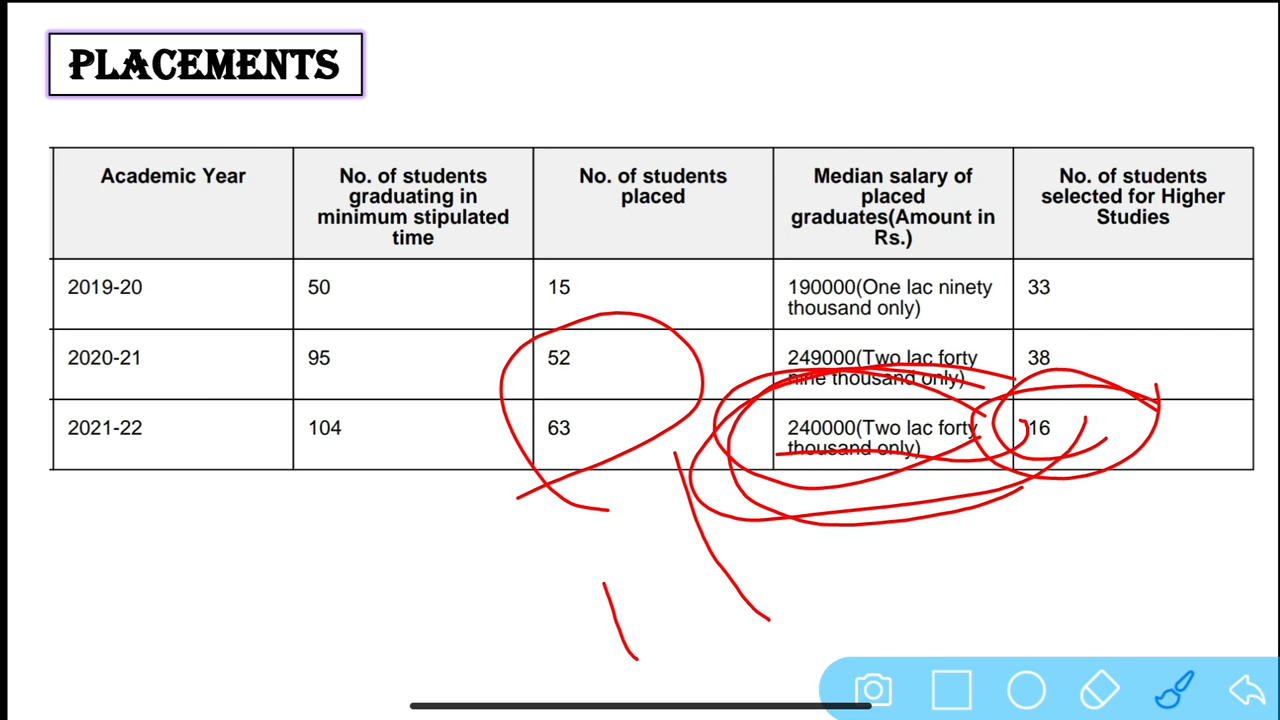 PLACEMENTS
Academic Year
No. of students
graduating in
minimum stipulated
time
No. of students
placed
Median salary of
placed
graduates(Amount in
Rs.)
No. of students
selected for Higher
Studies
2019-20
50
15
190000(One lac ninety
thousand only)
33
2020-21
95
52
249000(Two lac forty
nine thousand only)
38
2021-22
104
63
240000(Two lac forty
thousand only)
16